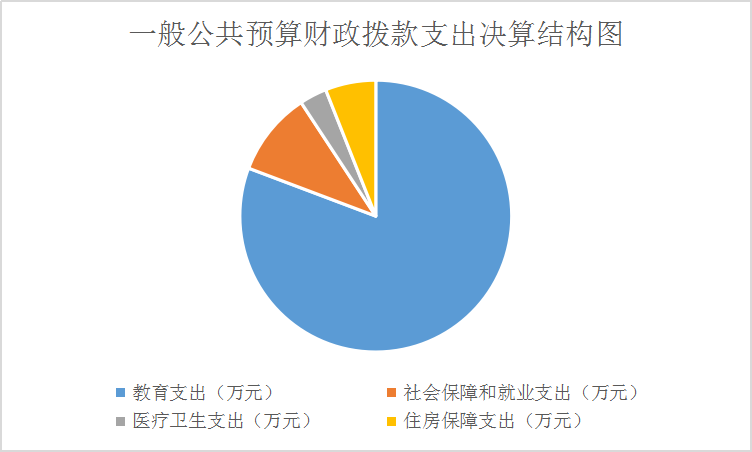 一般公共预算财政拨款支出决算结构图
教育支出（万元）
社会保障和就业支出（万元）
医疗卫生支出（万元）
住房保障支出（万元）